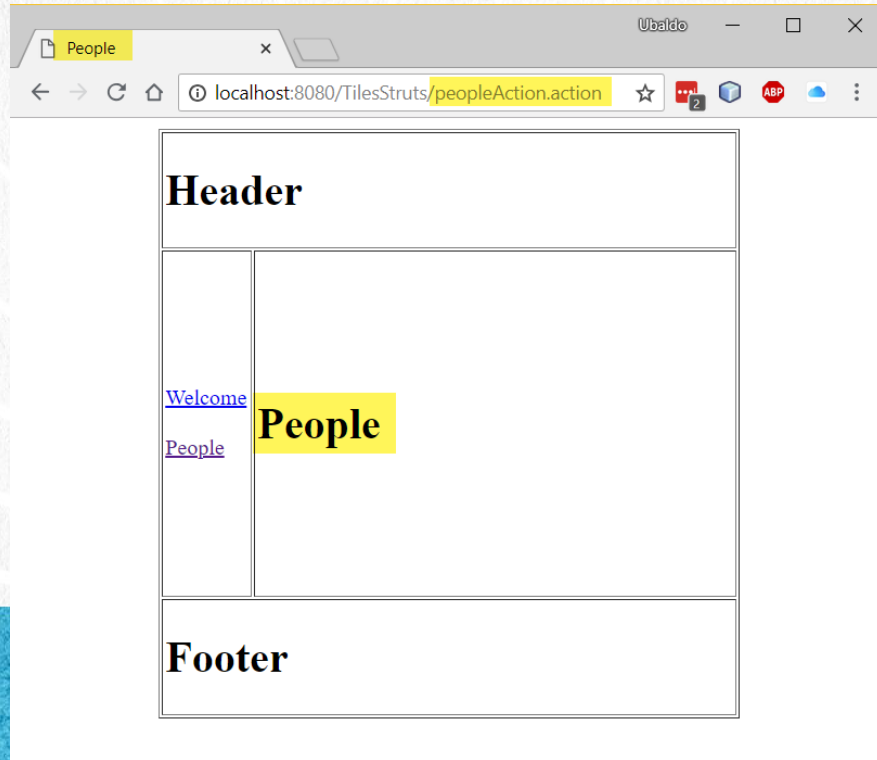 Ubaldo
People
localhost:8080/TilesStruts/peopleAction.action
2
ABP
Header
Welcome
People
People
Footer